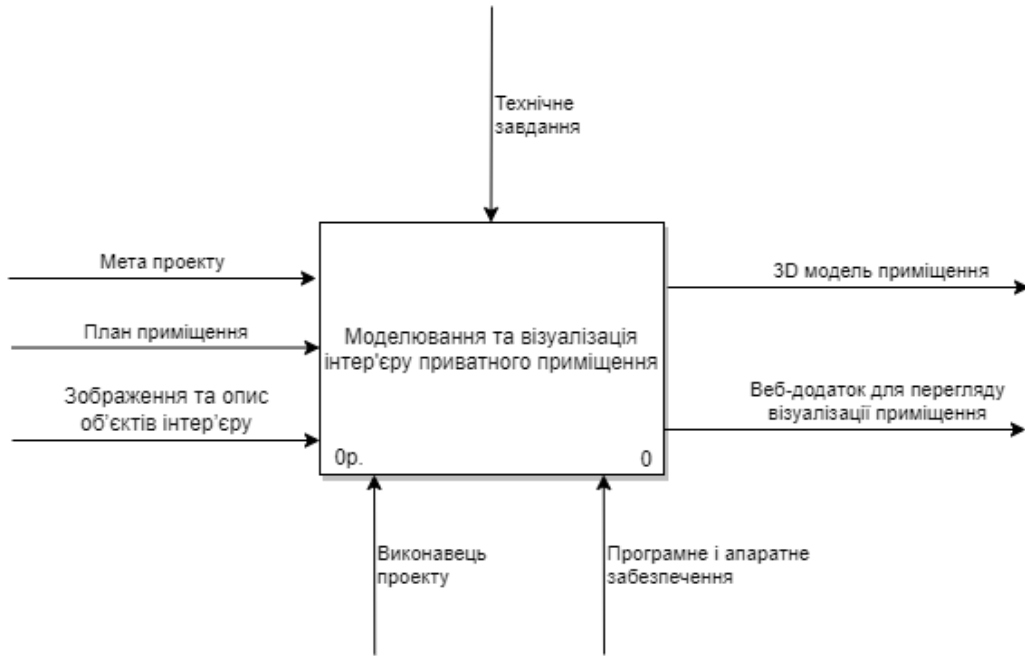 Технічне
завдання
Мета проекту
План приміщення
Зображення та опис
об'єктів інтер'єру
Моделювання та візуалізація
інтер'єру приватного приміщення
0р.
0
3D модель приміщення
Веб-додаток для перегляду
візуалізації приміщення
Виконавець
проекту
Програмне і апаратне
забезпечення